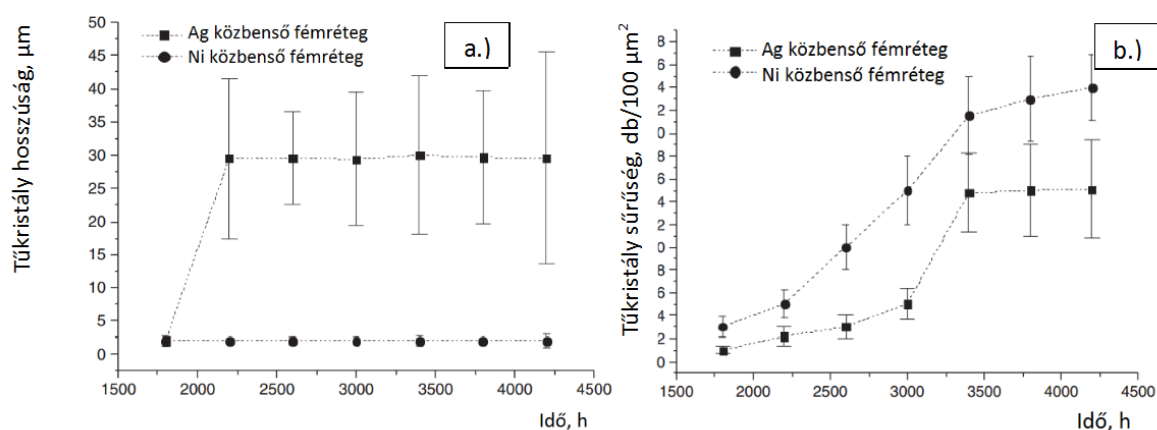 50
45
40
35
30
25
20
15
10
5
0
Tűkristály hosszúság, µm
Ag közbenső fémréteg
Ni közbenső fémréteg
a.)
1500 2000 2500 3000 3500 4000 4500
Idő, h
8
6
4
2
0
8
6
4
2
0
8
6
4
2
0
Tűkristály sűrűség, db/100 µm²
Ag közbenső fémréteg
Ni közbenső fémréteg
b.)
1500 2000 2500 3000 3500 4000 4500
Idő, h